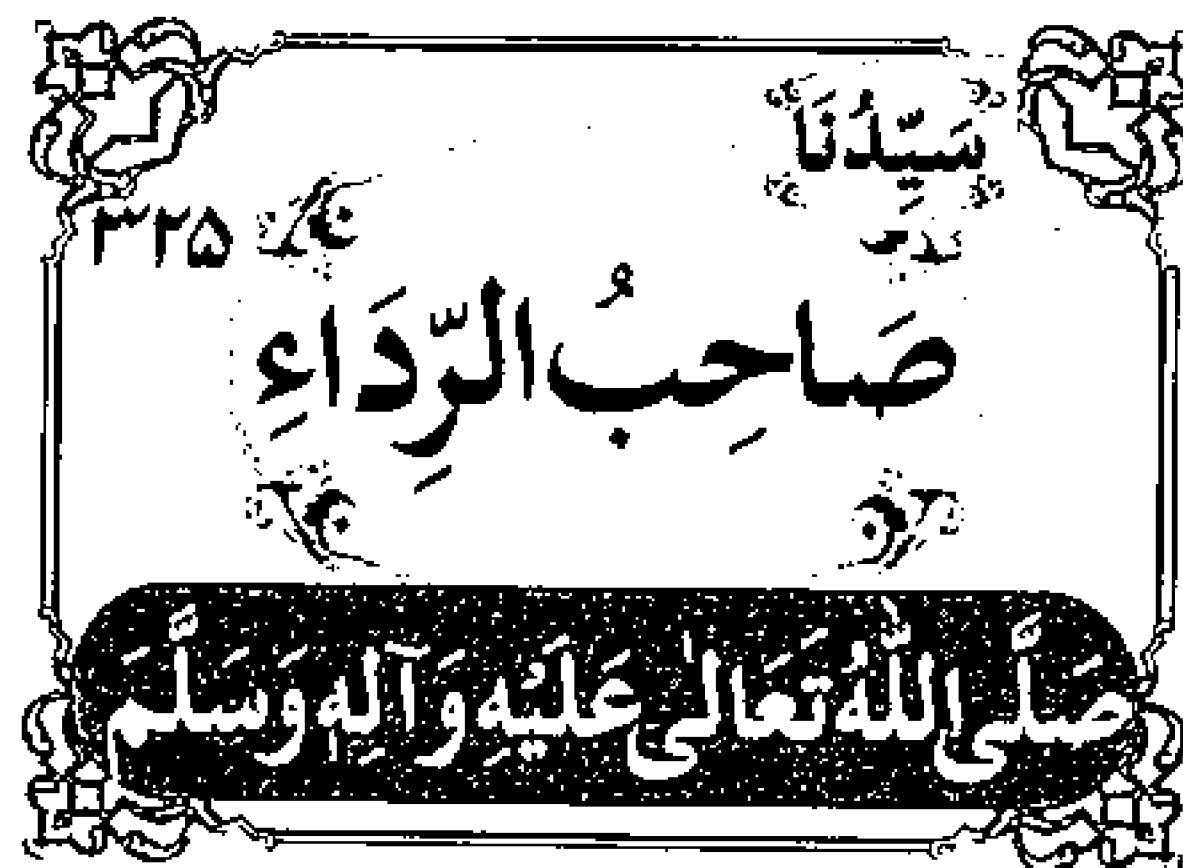 سَيِّدُنَا
۳۲۵
صَاحِبُ الرِّدَاءِ
صَلَّى اللّٰهُ تَعَالٰى عَلَيْهِ وَآلِهٖ وَسَلَّمَ